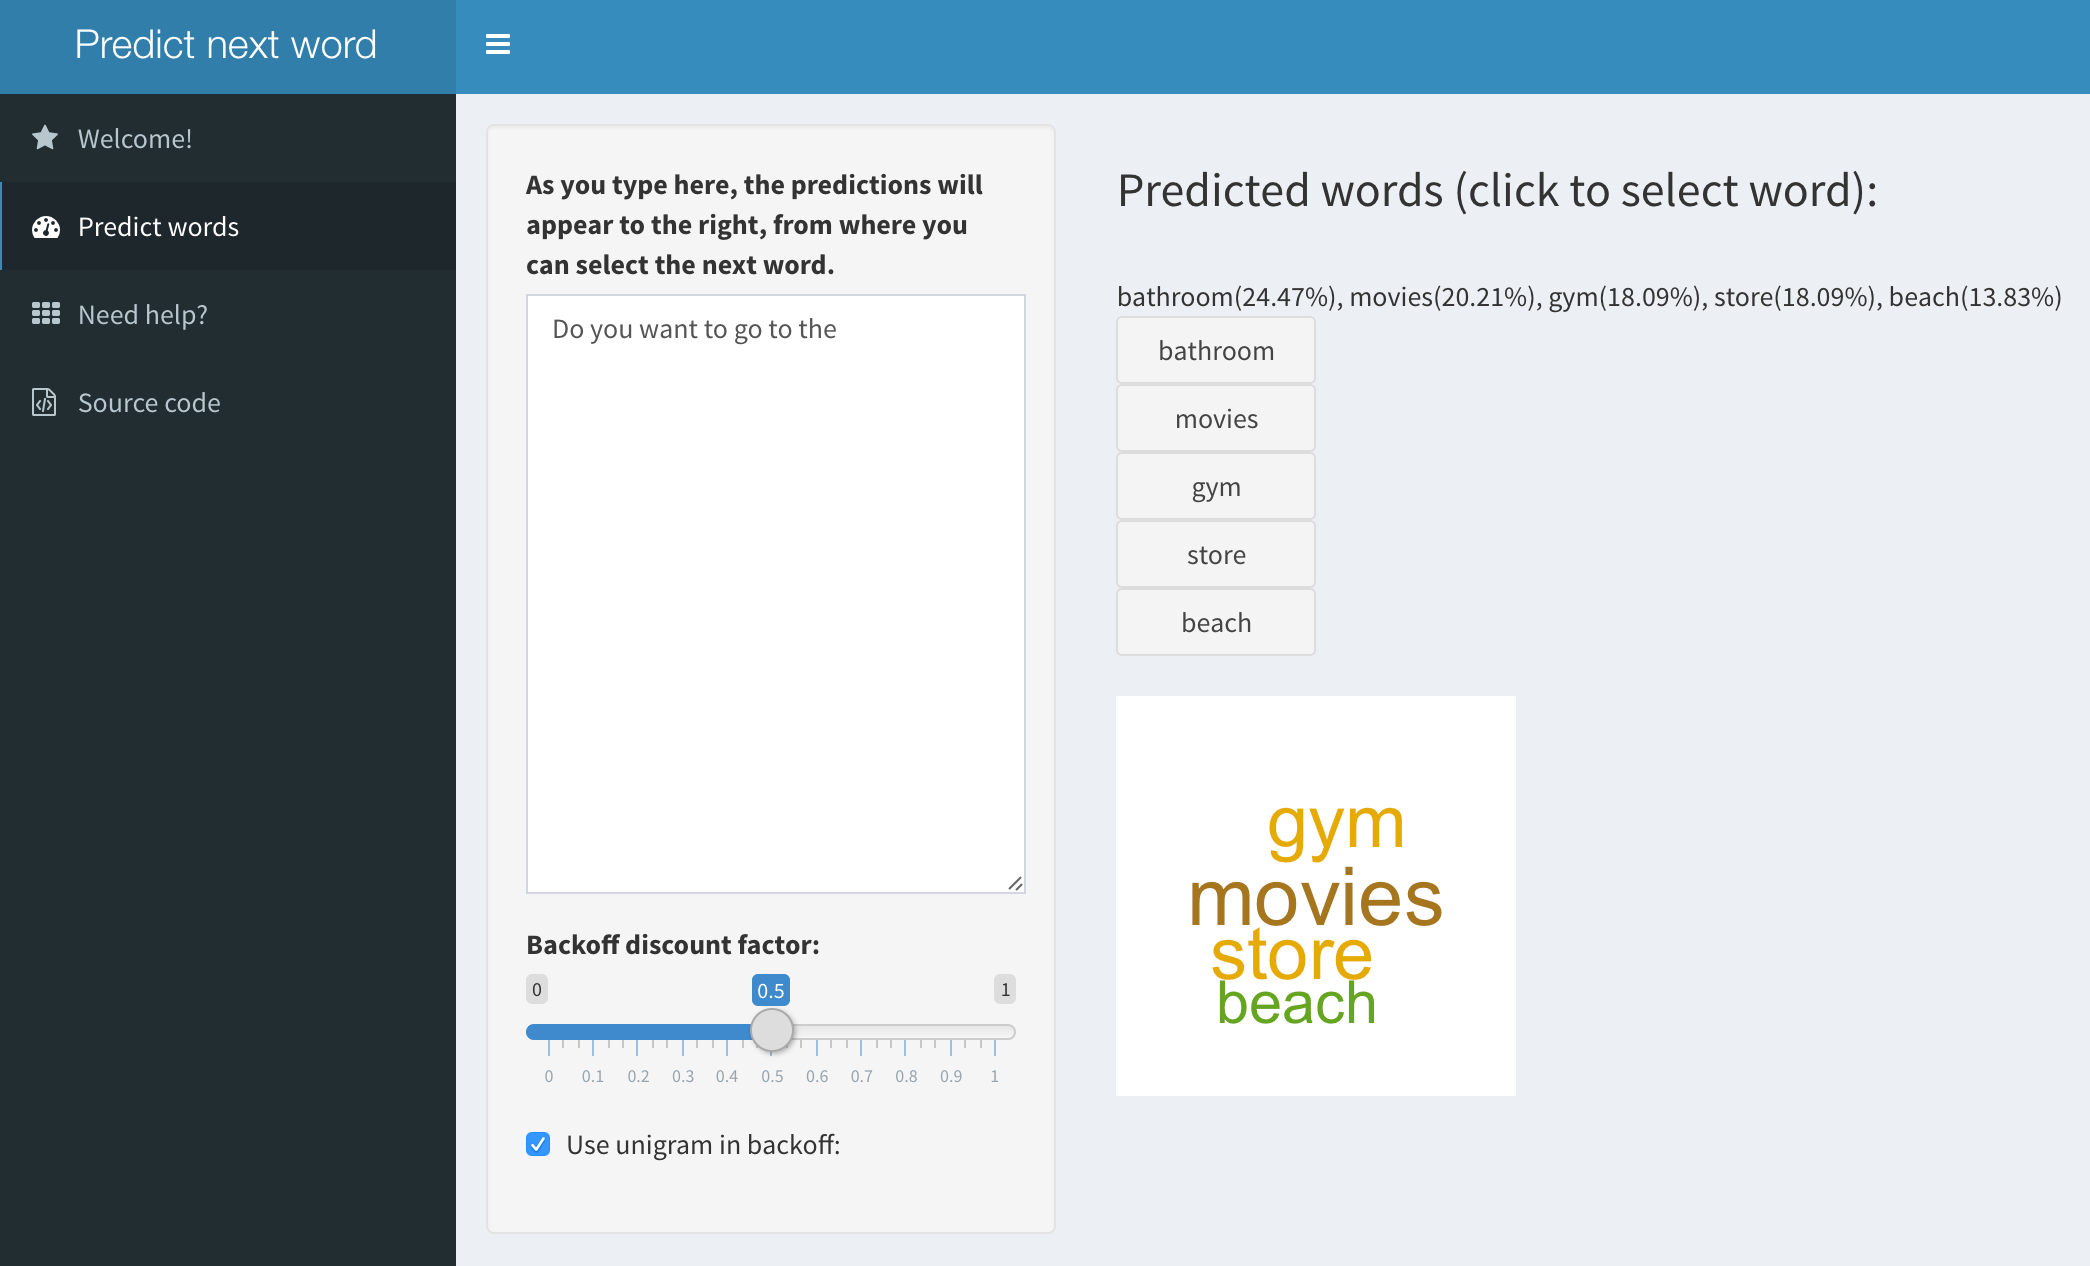 Predict next word
Welcome!
Predict words
Need help?
Source code
As you type here, the predictions will
appear to the right, from where you
can select the next word.
Do you want to go to the
Backoff discount factor:
0 0.5 1
0 0.1 0.2 0.3 0.4 0.5 0.6 0.7 0.8 0.9 1
Use unigram in backoff:
Predicted words (click to select word):
bathroom(24.47%), movies(20.21%), gym(18.09%), store(18.09%), beach(13.83%)
bathroom
movies
gym
store
beach
gym
movies
store
beach